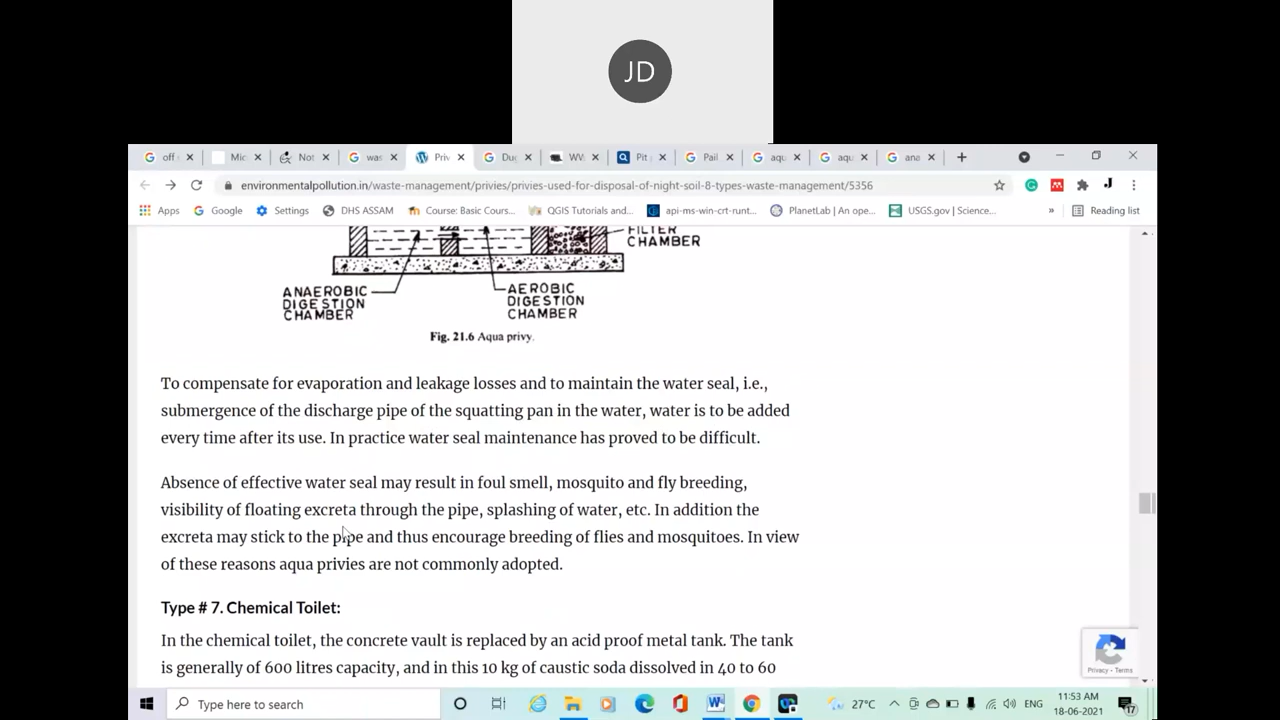 JD
off
Mic
Not
was
Priv
Dug
WV
Pit
Pail
aqu
aqu
ana
environmentalpollution.in/waste-management/privies/privies-used-for-disposal-of-night-soil-8-types-waste-management/5356
Apps
Google
Settings
DHS ASSAM
Course: Basic Cours...
QGIS Tutorials and...
api-ms-win-crt-runt...
PlanetLab | An ope...
USGS.gov | Science...
»
Reading list
FILTER
CHAMBER
ANAEROBIC
DIGESTION
CHAMBER
AEROBIC
DIGESTION
CHAMBER
Fig. 21.6 Aqua privy.
To compensate for evaporation and leakage losses and to maintain the water seal, i.e.,
submergence of the discharge pipe of the squatting pan in the water, water is to be added
every time after its use. In practice water seal maintenance has proved to be difficult.
Absence of effective water seal may result in foul smell, mosquito and fly breeding,
visibility of floating excreta through the pipe, splashing of water, etc. In addition the
excreta may stick to the pipe and thus encourage breeding of flies and mosquitoes. In view
of these reasons aqua privies are not commonly adopted.
Type # 7. Chemical Toilet:
In the chemical toilet, the concrete vault is replaced by an acid proof metal tank. The tank
is generally of 600 litres capacity, and in this 10 kg of caustic soda dissolved in 40 to 60
Privacy - Terms
Type here to search
27°C
ENG
11:53 AM
18-06-2021
17